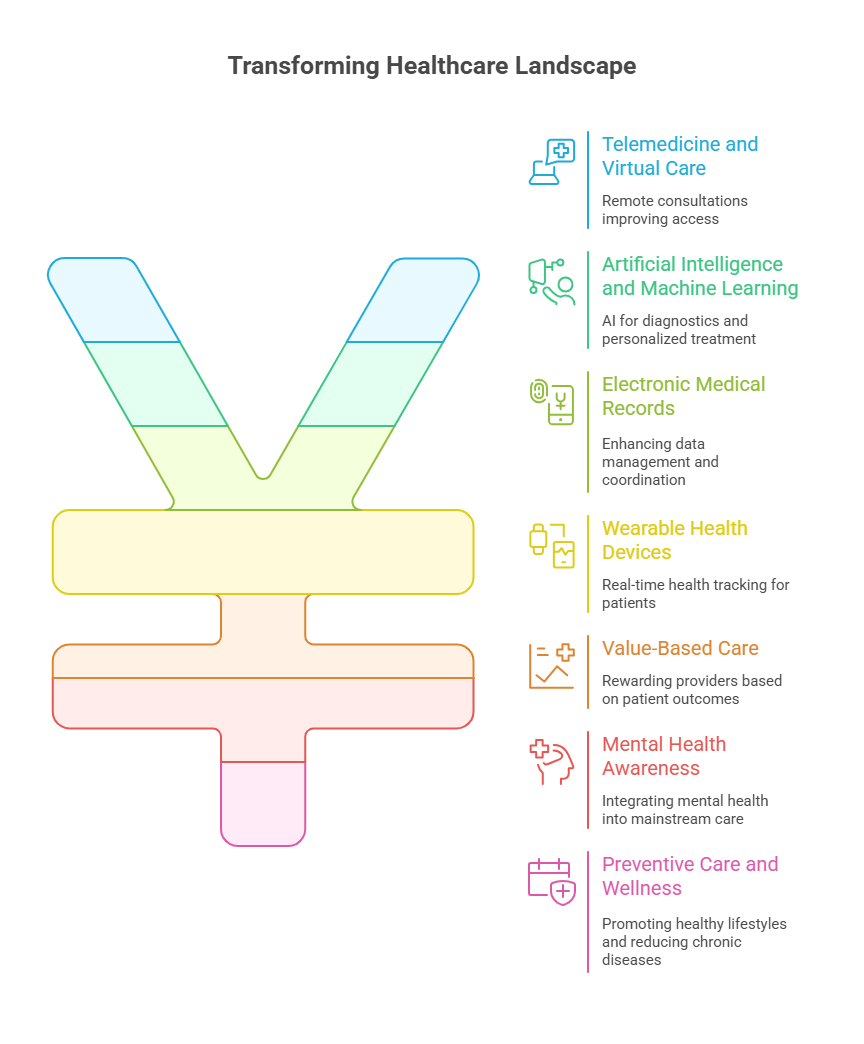 Transforming Healthcare Landscape
Telemedicine and
Virtual Care
Remote consultations
improving access
Artificial Intelligence
and Machine Learning
AI for diagnostics and
personalized treatment
Electronic Medical
Records
Enhancing data
management and
coordination
Wearable Health
Devices
Real-time health tracking for
patients
Value-Based Care
Rewarding providers based
on patient outcomes
Mental Health
Awareness
Integrating mental health
into mainstream care
Preventive Care and
Wellness
Promoting healthy lifestyles
and reducing chronic
diseases